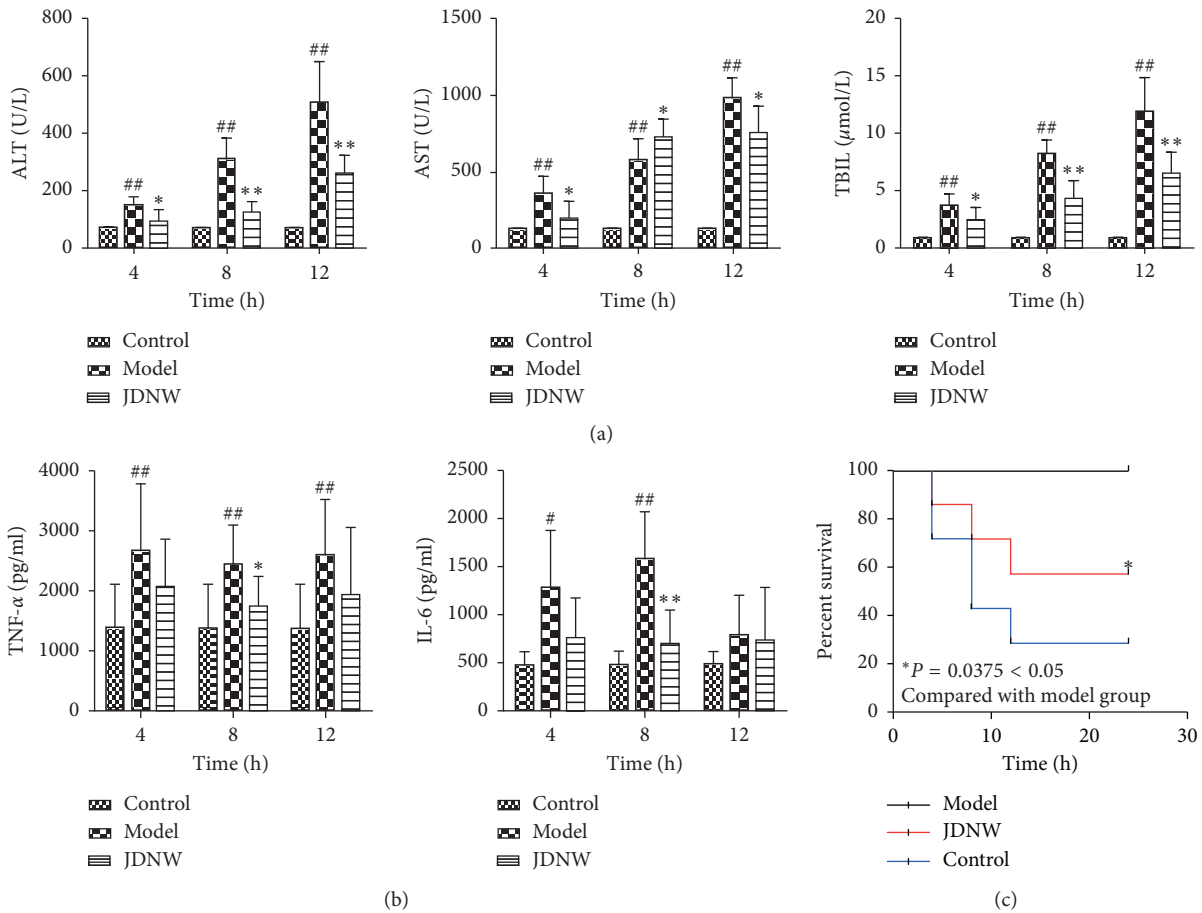 800
600
400
200
0
ALT (U/L)
##
*
##
**
##
**
4 8 12
Time (h)
Control
Model
JDNW
1500
1000
500
0
AST (U/L)
##
*
##
*
##
*
4 8 12
Time (h)
Control
Model
JDNW
20
15
10
5
0
TBIL (μmol/L)
##
*
##
**
##
**
4 8 12
Time (h)
Control
Model
JDNW
(a)
4000
3000
2000
1000
0
TNF-α (pg/ml)
##
##
*
##
4 8 12
Time (h)
Control
Model
JDNW
2500
2000
1500
1000
500
0
IL-6 (pg/ml)
#
##
**
4 8 12
Time (h)
Control
Model
JDNW
(b)
100
80
60
40
20
0
Percent survival
*
*P = 0.0375 < 0.05
Compared with model group
0 10 20 30
Time (h)
Model
JDNW
Control
(c)